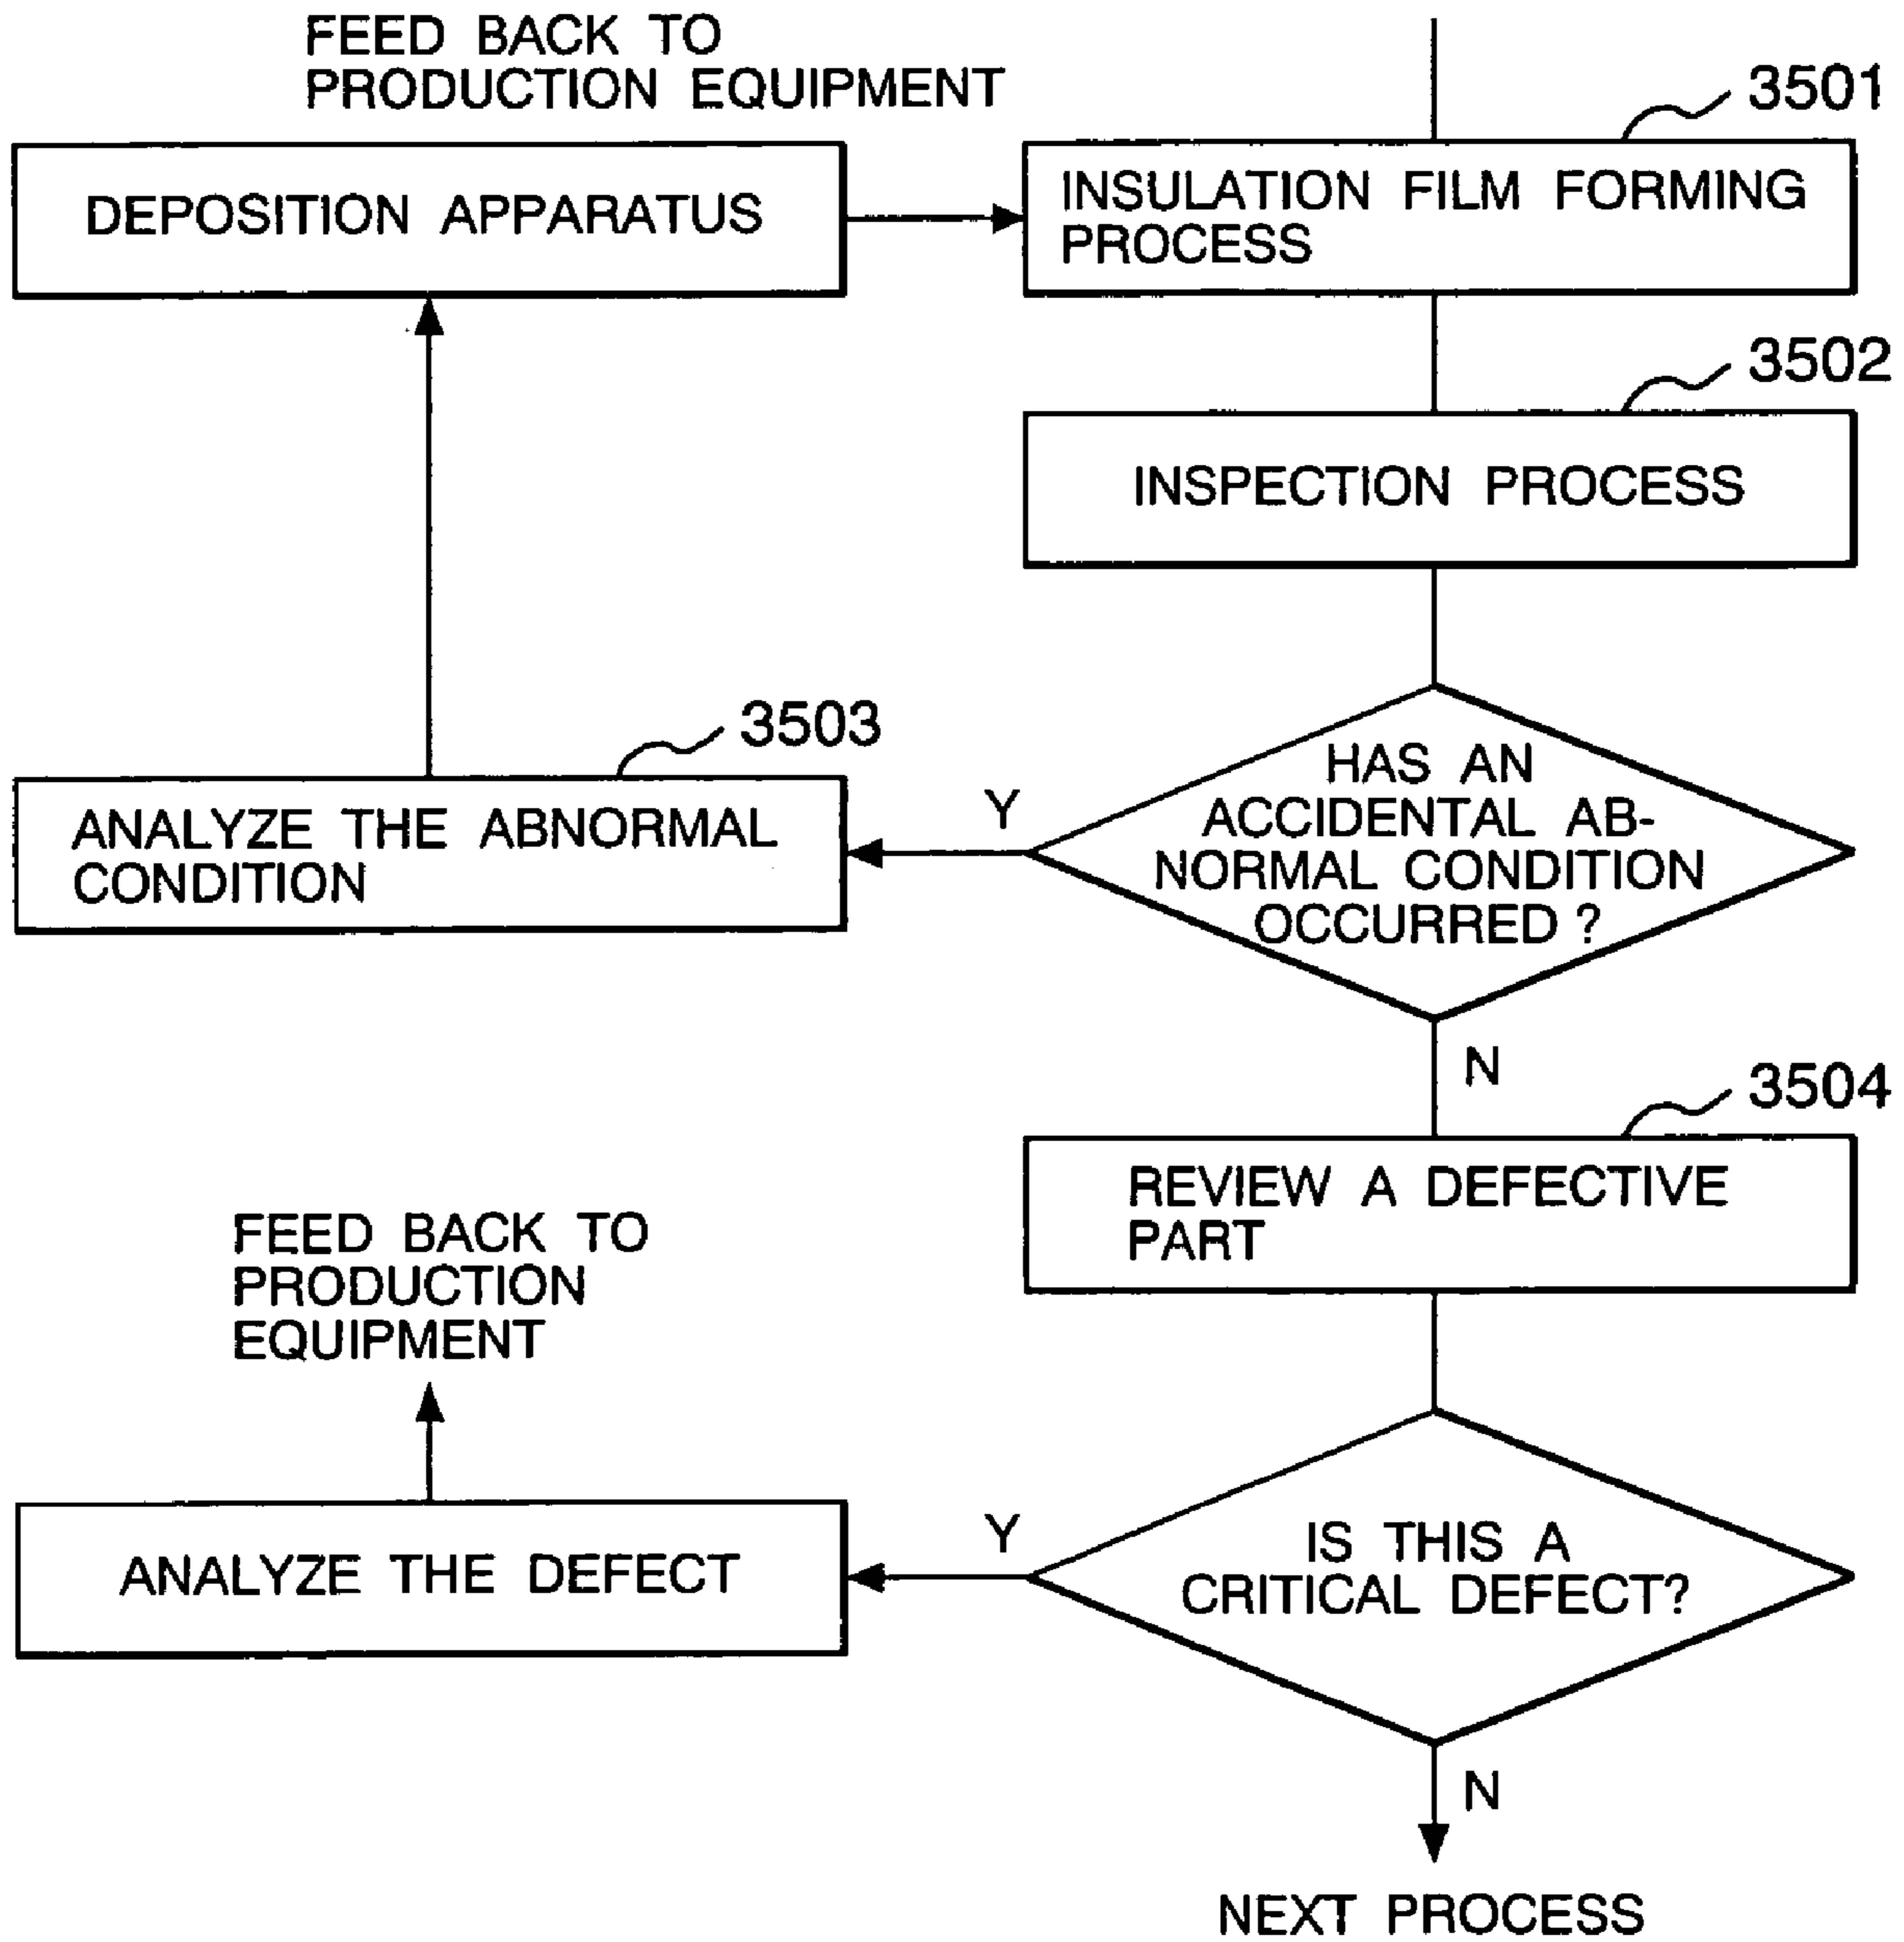 FEED BACK TO
PRODUCTION EQUIPMENT
3501
DEPOSITION APPARATUS
INSULATION FILM FORMING
PROCESS
3502
INSPECTION PROCESS
3503
HAS AN
ACCIDENTAL AB-
NORMAL CONDITION
OCCURRED ?
Y
ANALYZE THE ABNORMAL
CONDITION
N
3504
REVIEW A DEFECTIVE
PART
FEED BACK TO
PRODUCTION
EQUIPMENT
Y
IS THIS A
CRITICAL DEFECT?
ANALYZE THE DEFECT
N
NEXT PROCESS